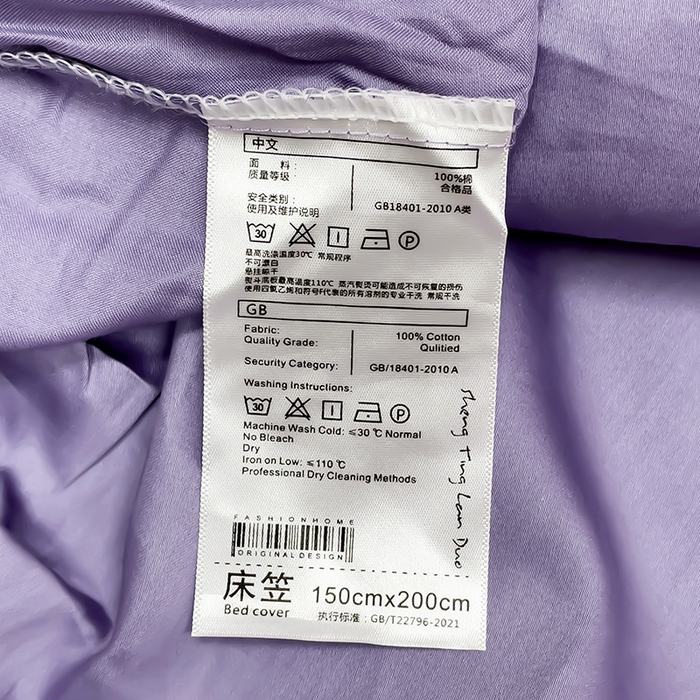 中文
面 料: 100%棉
质量等级 合格品
安全类别: GB18401-2010 A类
使用及维护说明
30 P
最高洗涤温度30℃ 常规程序
不可漂白
悬挂晾干
熨斗底板最高温度110℃ 蒸汽熨烫可能造成不可恢复的损伤
使用四氯乙烯和符号F代表的所有溶剂的专业干洗 常规干洗
GB
Fabric: 100% Cotton
Quality Grade: Qulitied
Security Category: GB/18401-2010 A
Washing Instructions:
30 P
Machine Wash Cold: ≤30 ℃ Normal
No Bleach
Dry
Iron on Low: ≤110 ℃
Professional Dry Cleaning Methods
Sheng Ting Lan Duo
FASHIONHOME
ORIGINAL DESIGN
床笠 150cmx200cm
Bed cover 执行标准: GB/T22796-2021